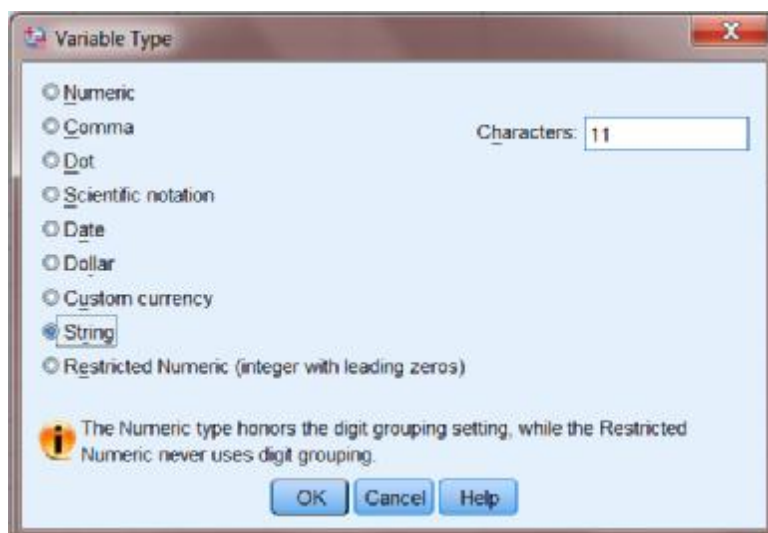 Variable Type
Numeric
Comma
Characters: 11
Dot
Scientific notation
Date
Dollar
Custom currency
String
Restricted Numeric (integer with leading zeros)
The Numeric type honors the digit grouping setting, while the Restricted
Numeric never uses digit grouping.
OK Cancel Help